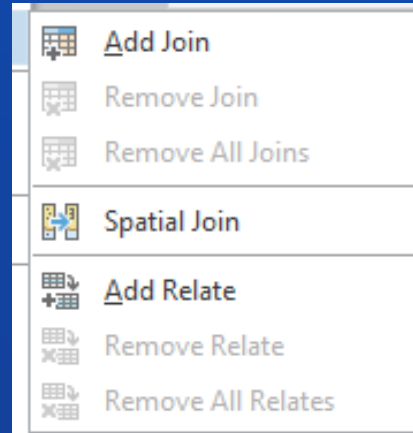 Add Join
Remove Join
Remove All Joins
Spatial Join
Add Relate
Remove Relate
Remove All Relates